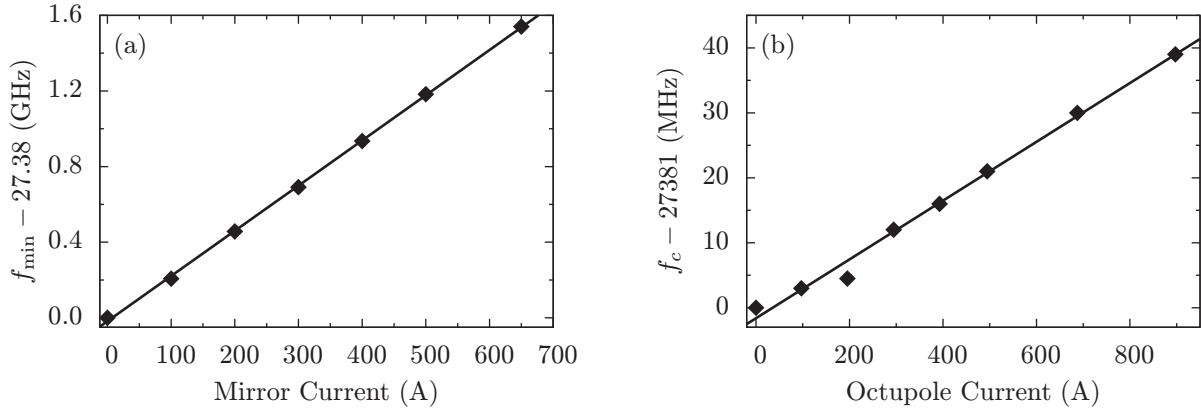 (a)
f_min − 27.38 (GHz)
1.6
1.2
0.8
0.4
0.0
0 100 200 300 400 500 600 700
Mirror Current (A)
(b)
f_c − 27381 (MHz)
40
30
20
10
0
0 200 400 600 800
Octupole Current (A)